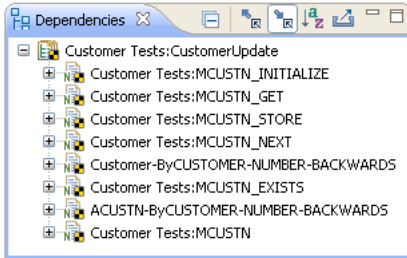 Dependencies
Customer Tests:CustomerUpdate
Customer Tests:MCUSTN_INITIALIZE
Customer Tests:MCUSTN_GET
Customer Tests:MCUSTN_STORE
Customer Tests:MCUSTN_NEXT
Customer-ByCUSTOMER-NUMBER-BACKWARDS
Customer Tests:MCUSTN_EXISTS
ACUSTN-ByCUSTOMER-NUMBER-BACKWARDS
Customer Tests:MCUSTN